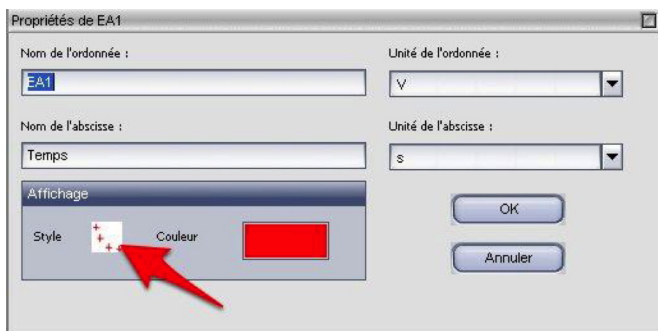 Propriétés de EA1
Nom de l'ordonnée :
Unité de l'ordonnée :
EA1
V
Nom de l'abscisse :
Unité de l'abscisse :
Temps
s
Affichage
Style
Couleur
OK
Annuler